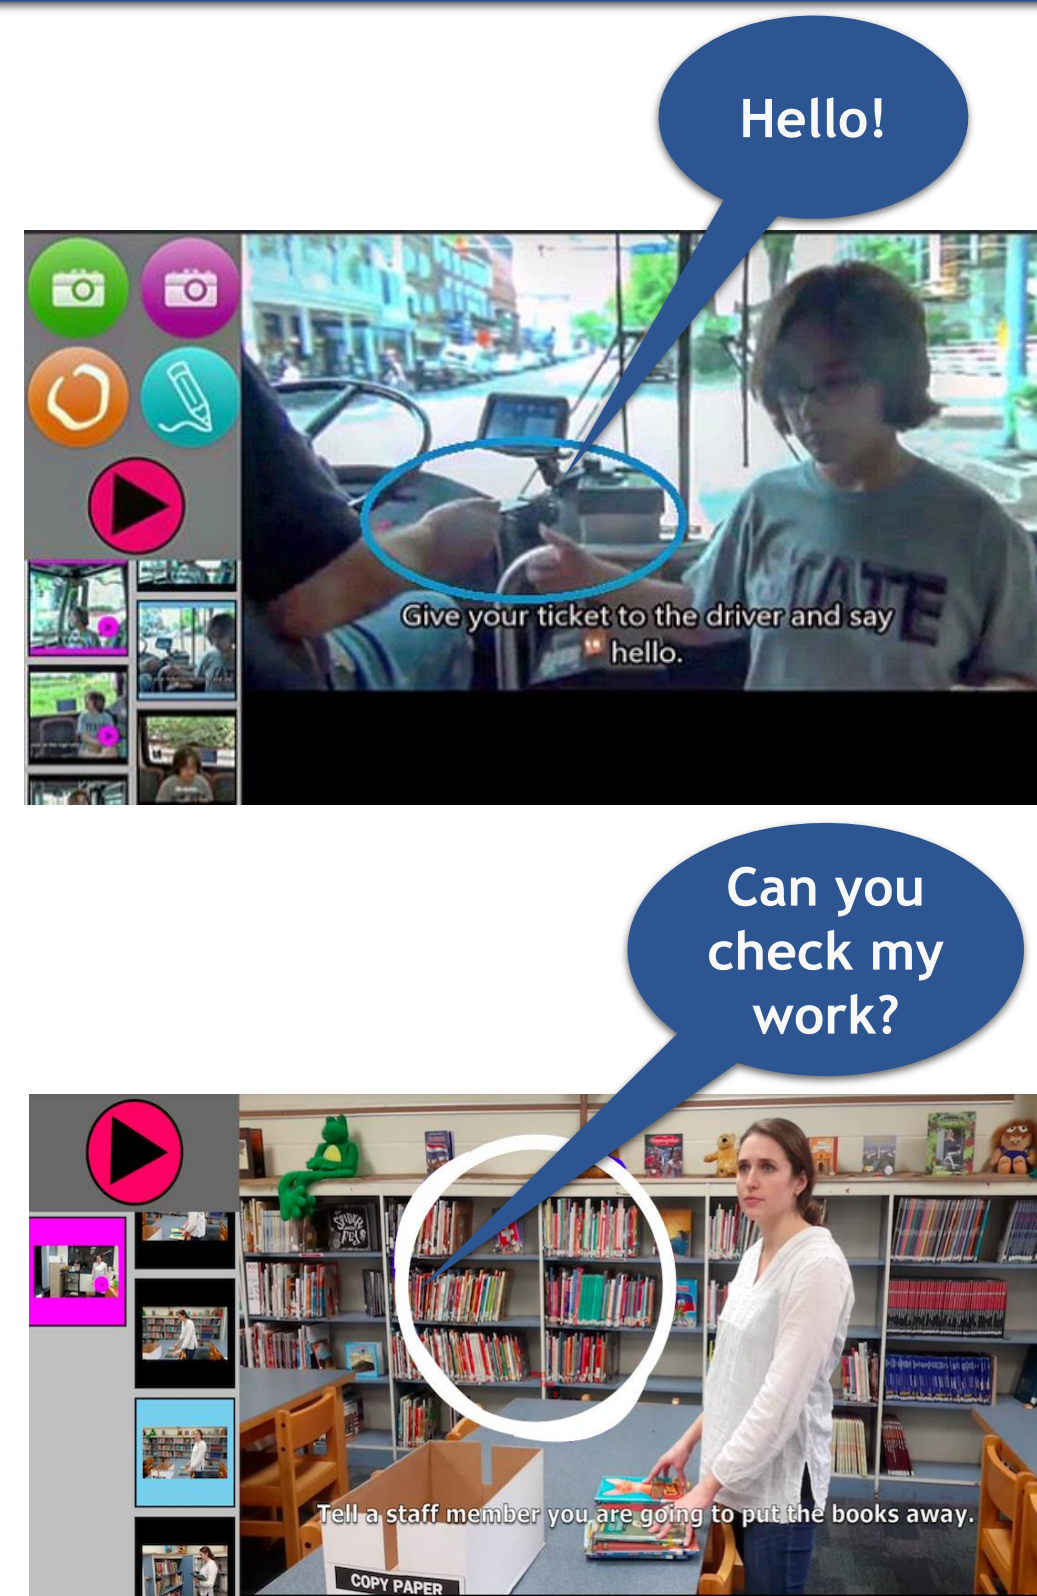 Hello!
STATE
Give your ticket to the driver and say
hello.
Can you
check my
work?
Tell a staff member you are going to put the books away.
COPY PAPER